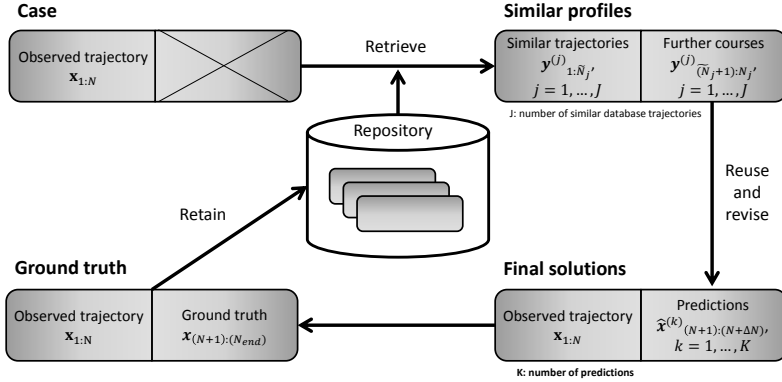 Case
Observed trajectory
x₁:N
Retrieve
Similar profiles
Similar trajectories
y⁽ʲ⁾₁:Ñⱼ,
j = 1, …, J
Further courses
y⁽ʲ⁾₍Ñⱼ₊₁₎:Nⱼ,
j = 1, …, J
J: number of similar database trajectories
Repository
Reuse
and
revise
Retain
Ground truth
Observed trajectory
x₁:N
Ground truth
x₍N+1₎:(N_end)
Final solutions
Observed trajectory
x₁:N
Predictions
x̂⁽ᵏ⁾(N+1):(N+ΔN),
k = 1, …, K
K: number of predictions